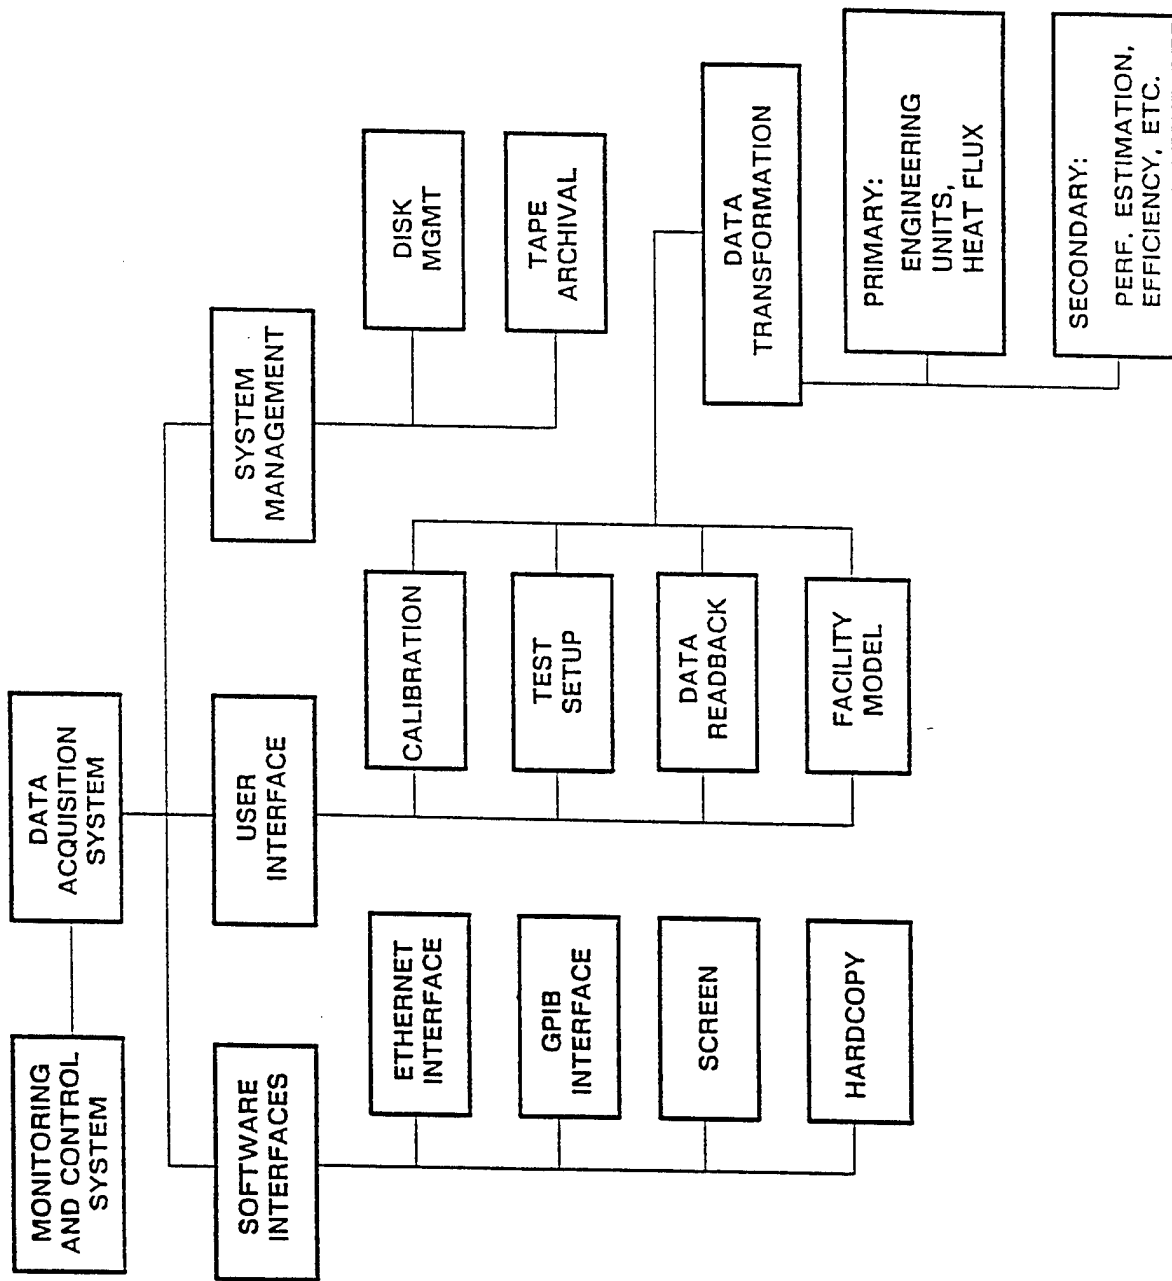 MONITORING
AND CONTROL
SYSTEM
DATA
ACQUISITION
SYSTEM
SOFTWARE
INTERFACES
USER
INTERFACE
SYSTEM
MANAGEMENT
ETHERNET
INTERFACE
GPIB
INTERFACE
SCREEN
HARDCOPY
CALIBRATION
TEST
SETUP
DATA
READBACK
FACILITY
MODEL
DISK
MGMT
TAPE
ARCHIVAL
DATA
TRANSFORMATION
PRIMARY:
ENGINEERING
UNITS,
HEAT FLUX
SECONDARY:
PERF. ESTIMATION,
EFFICIENCY, ETC.